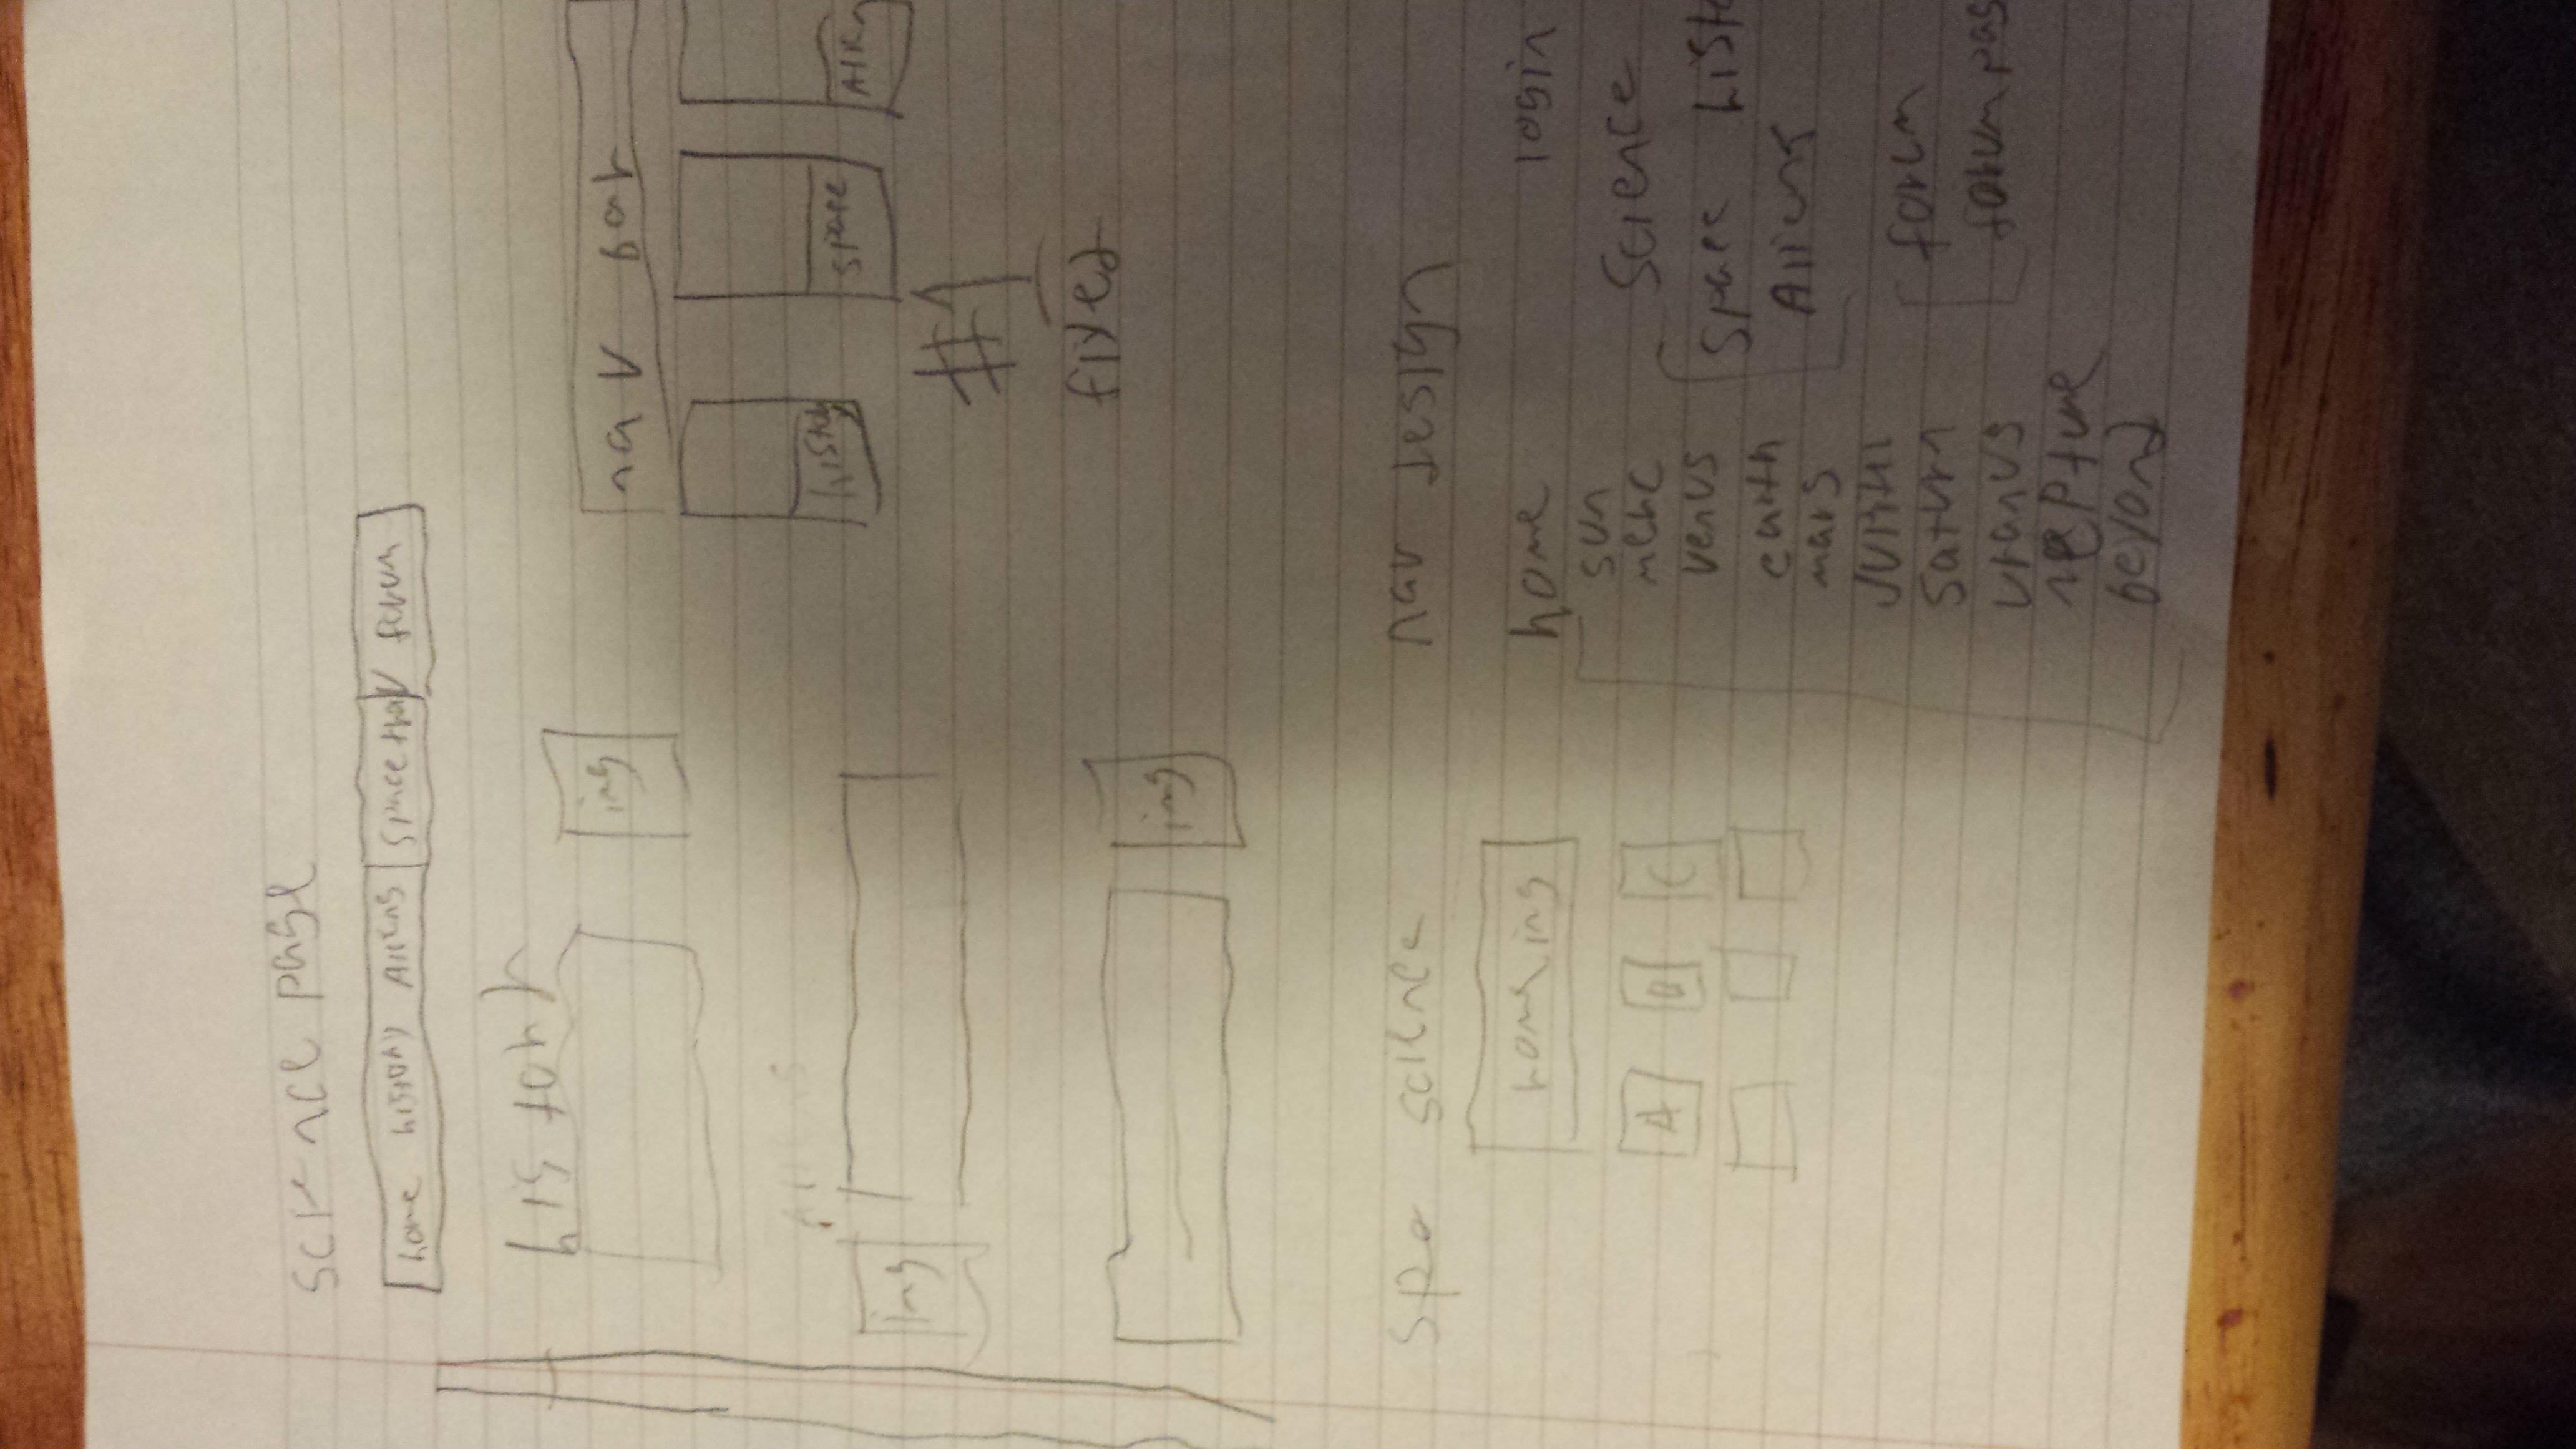 science page
home history Aliens space trav forum
history
img
nav bar
Aliens
history space Alien
img
#1
fixed
img
spa science
nav design
home img
home login
A B C
sun
Science
merc
venus
space histo
earth
Aliens
mars
Jupiter
forum
saturn
forum pag
uranus
neptune
beyond